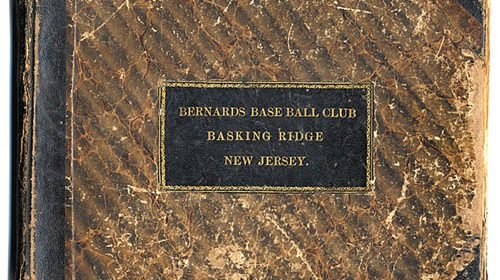 BERNARDS BASE BALL CLUB
BASKING RIDGE
NEW JERSEY.